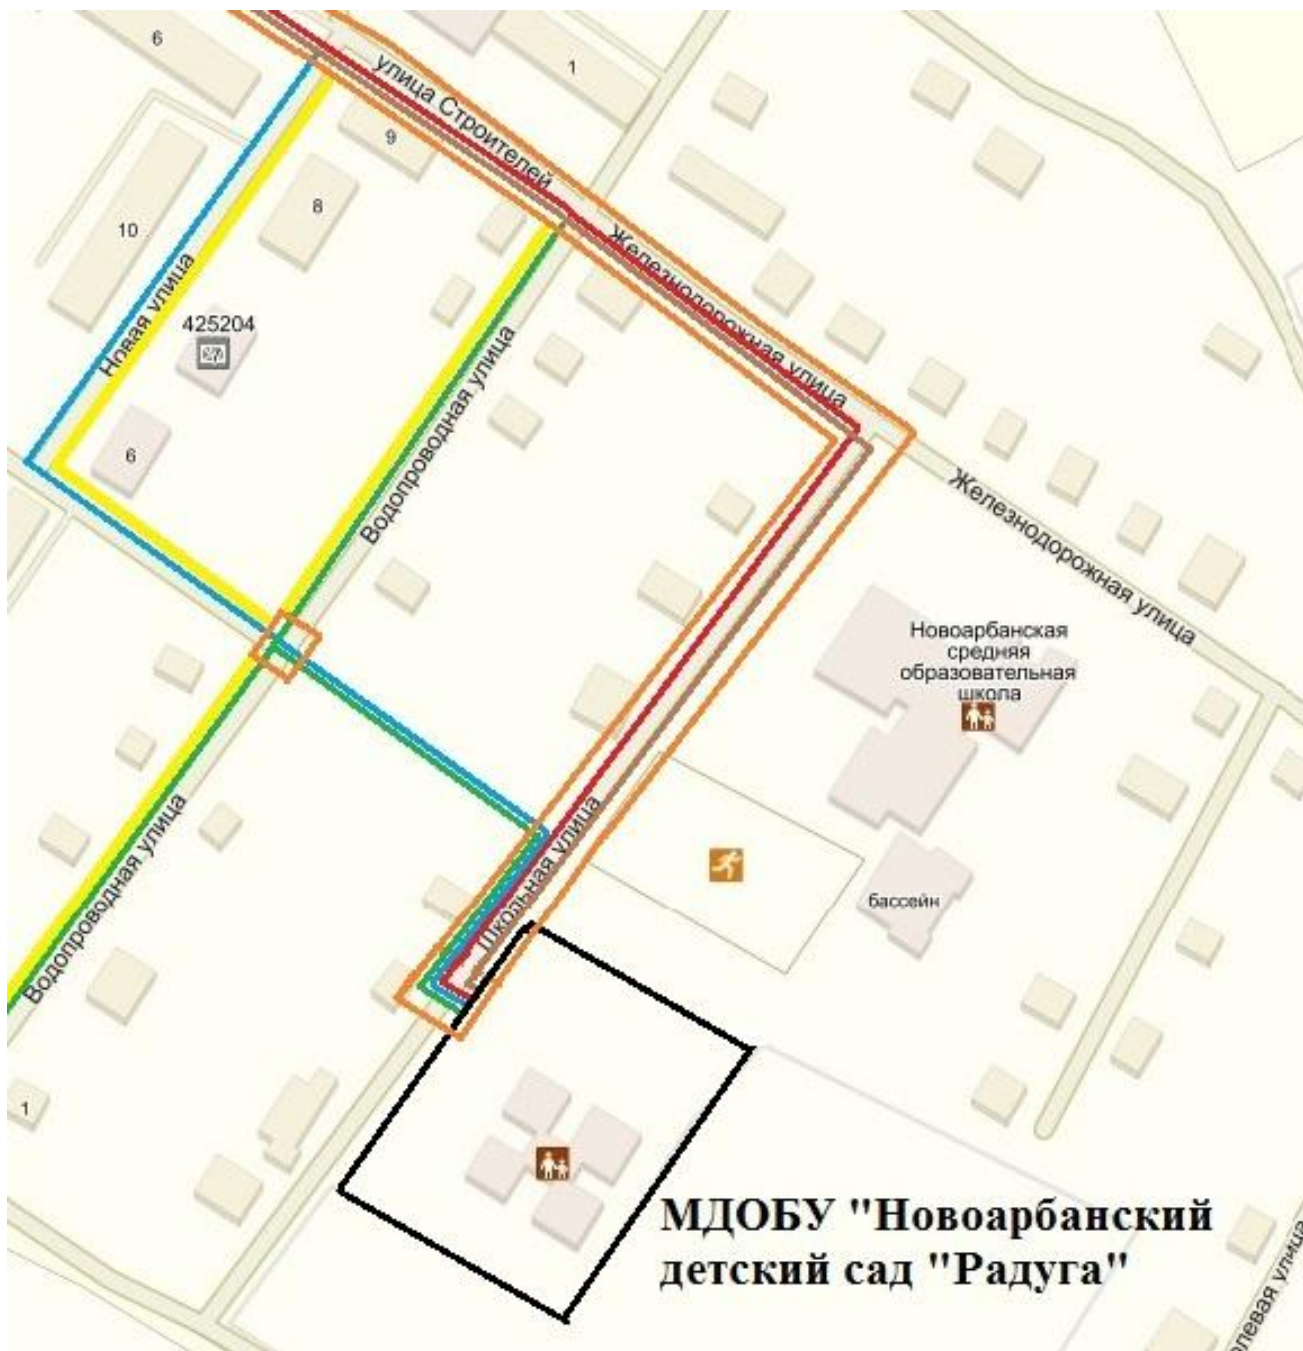 6
1
улица Строителей
9
8
10
Железнодорожная улица
Новая улица
425204
Водопроводная улица
6
Железнодорожная улица
Новоарбанская
средняя
образовательная
школа
Школьная улица
бассейн
Водопроводная улица
1
МДОБУ "Новоарбанский
детский сад "Радуга"
улица